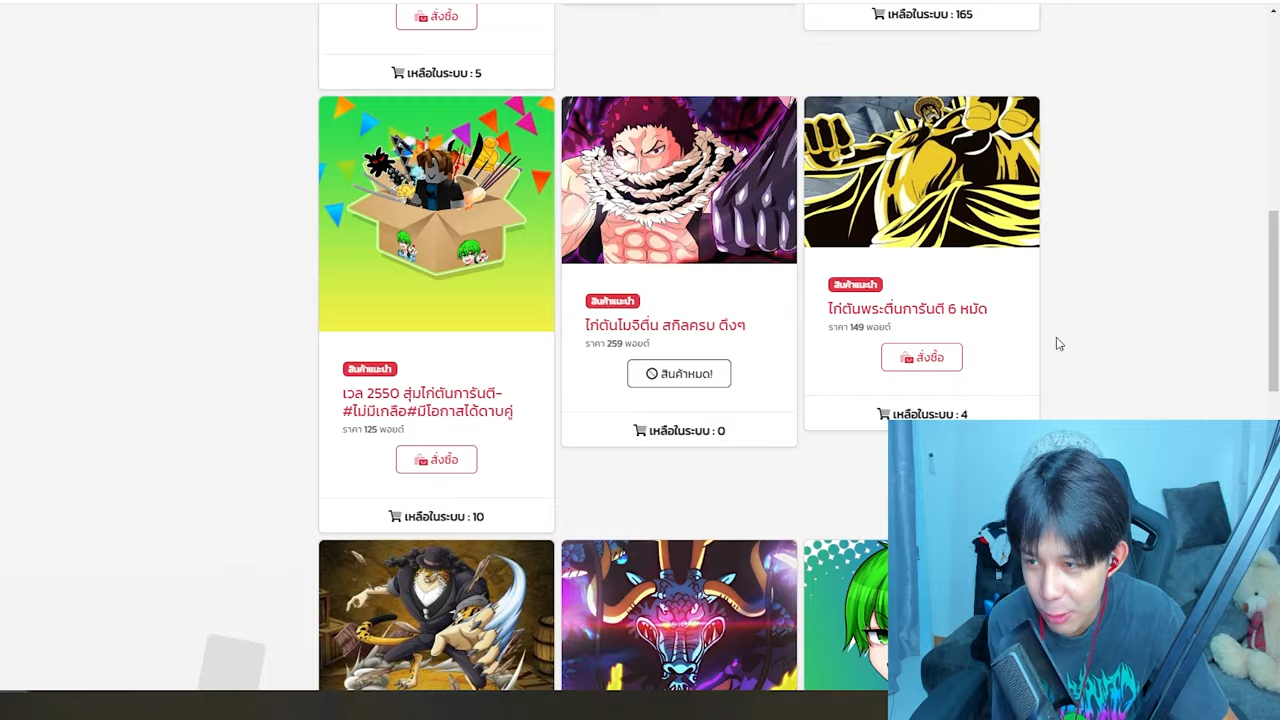 สั่งซื้อ
เหลือในระบบ : 5
เหลือในระบบ : 165
สินค้าแนะนำ
เวล 2550 สุ่มไก่ตันการันตี-
#ไม่มีเกลือ#มีโอกาสได้ดาบคู่
ราคา 125 พอยต์
สั่งซื้อ
เหลือในระบบ : 10
สินค้าแนะนำ
ไก่ตันโมจิตื่น สกิลครบ ตึงๆ
ราคา 259 พอยต์
สินค้าหมด!
เหลือในระบบ : 0
สินค้าแนะนำ
ไก่ตันพระตื่นการันตี 6 หมัด
ราคา 149 พอยต์
สั่งซื้อ
เหลือในระบบ : 4